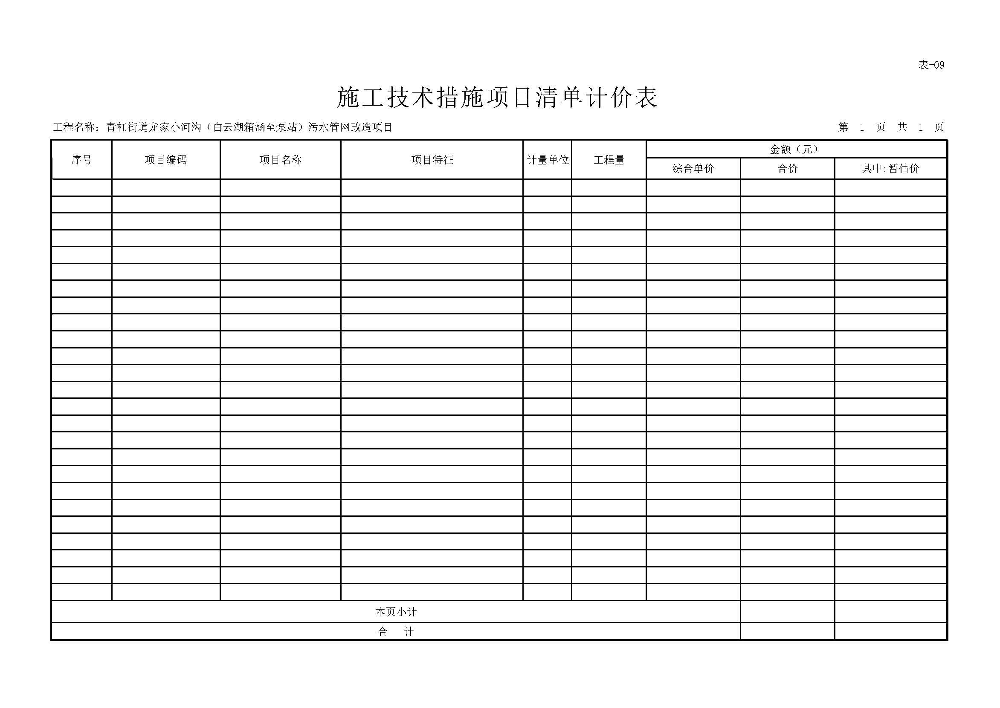 表-09
施工技术措施项目清单计价表
工程名称：青杠街道龙家小河沟（白云湖箱涵至泵站）污水管网改造项目 第 1 页 共 1 页
序号 项目编码 项目名称 项目特征 计量单位 工程量 金额（元）
综合单价 合价 其中:暂估价
本页小计
合 计